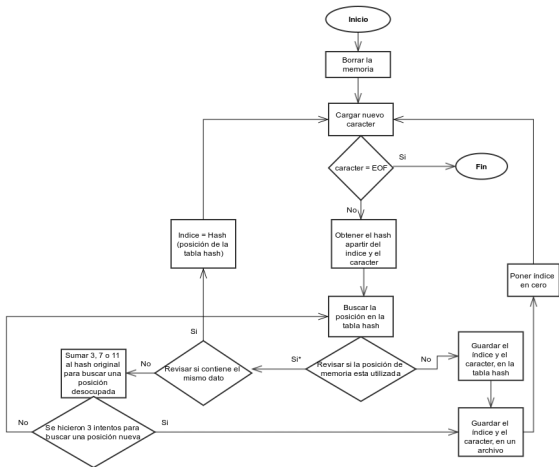 Inicio
Borrar la
memoria
Cargar nuevo
caracter
caracter = EOF
Si
Fin
No
Obtener el hash
apartir del
índice y el
caracter
Indice = Hash
(posición de la
tabla hash)
Poner índice
en cero
Buscar la
posición en la
tabla hash
Si
Revisar si contiene el
mismo dato
Si*
Revisar si la posición de
memoria esta utilizada
No
Guardar el
índice y el
caracter, en la
tabla hash
No
Sumar 3, 7 o 11
al hash original
para buscar una
posición
desocupada
No
Se hicieron 3 intentos para
buscar una posición nueva
Si
Guardar el
índice y el
caracter, en un
archivo